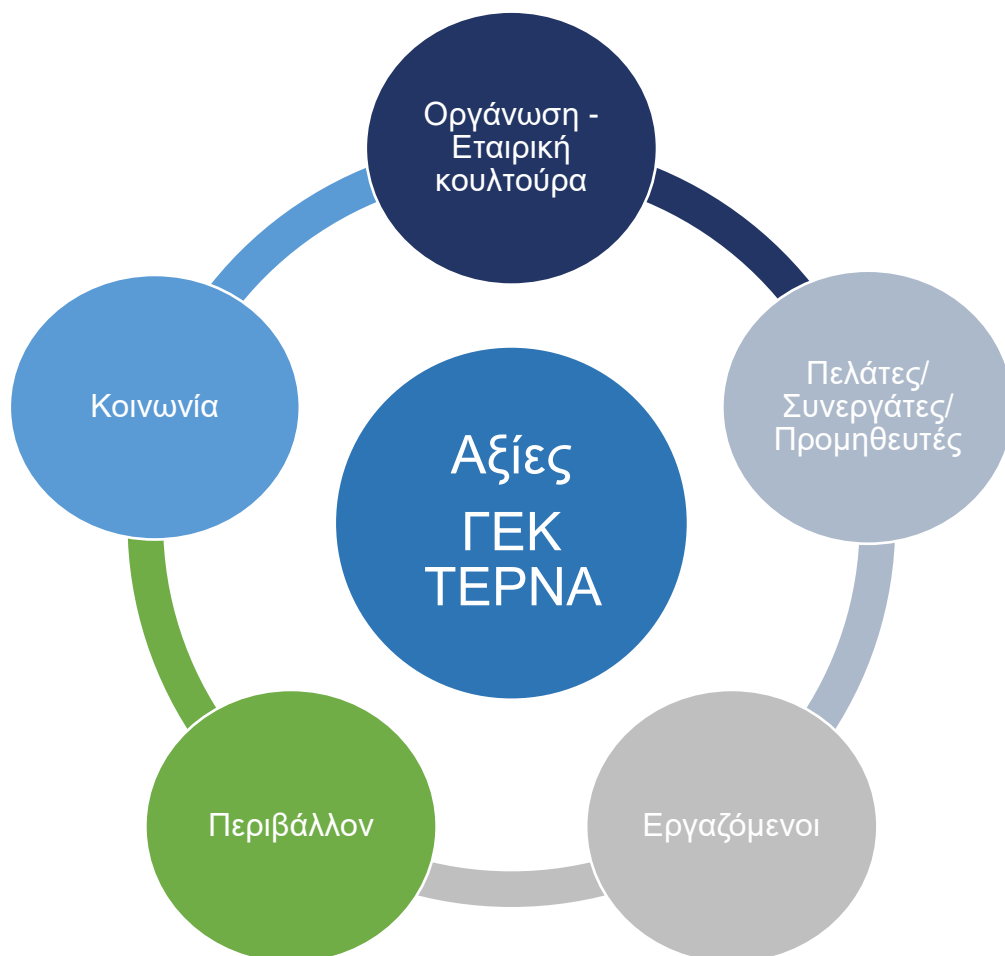 Οργάνωση -
Εταιρική
κουλτούρα
Πελάτες/
Συνεργάτες/
Προμηθευτές
Εργαζόμενοι
Περιβάλλον
Κοινωνία
Αξίες
ΓΕΚ
ΤΕΡΝΑ